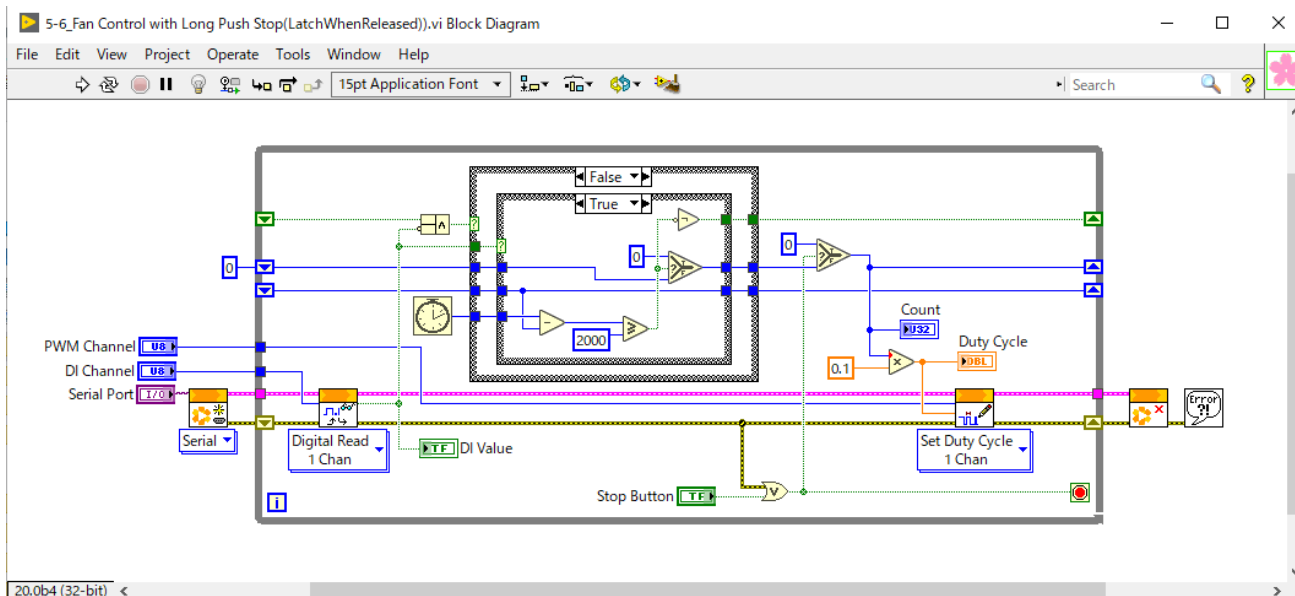 5-6_Fan Control with Long Push Stop(LatchWhenReleased)).vi Block Diagram
File Edit View Project Operate Tools Window Help
15pt Application Font
Search
False
True
A
?
?
0
0
0
?
T
F
?
T
F
2000
Count
U32
Duty Cycle
DBL
0.1
PWM Channel U8
DI Channel U8
Serial Port I/O
Serial
Digital Read
1 Chan
TF DI Value
Set Duty Cycle
1 Chan
Error
?!
Stop Button TF
V
i
20.0b4 (32-bit)